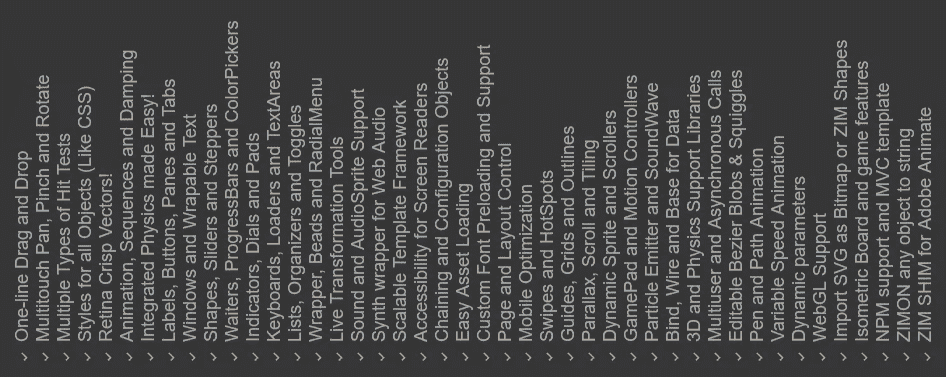 ✓ One-line Drag and Drop
✓ Multitouch Pan, Pinch and Rotate
✓ Multiple Types of Hit Tests
✓ Styles for all Objects (Like CSS)
✓ Retina Crisp Vectors!
✓ Animation, Sequences and Damping
✓ Integrated Physics made Easy!
✓ Labels, Buttons, Panes and Tabs
✓ Windows and Wrapable Text
✓ Shapes, Sliders and Steppers
✓ Waiters, ProgressBars and ColorPickers
✓ Indicators, Dials and Pads
✓ Keyboards, Loaders and TextAreas
✓ Lists, Organizers and Toggles
✓ Wrapper, Beads and RadialMenu
✓ Live Transformation Tools
✓ Sound and AudioSprite Support
✓ Synth wrapper for Web Audio
✓ Scalable Template Framework
✓ Accessibility for Screen Readers
✓ Chaining and Configuration Objects
✓ Easy Asset Loading
✓ Custom Font Preloading and Support
✓ Page and Layout Control
✓ Mobile Optimization
✓ Swipes and HotSpots
✓ Guides, Grids and Outlines
✓ Parallax, Scroll and Tiling
✓ Dynamic Sprite and Scrollers
✓ GamePad and Motion Controllers
✓ Particle Emitter and SoundWave
✓ Bind, Wire and Base for Data
✓ 3D and Physics Support Libraries
✓ Multiuser and Asynchronous Calls
✓ Editable Bezier Blobs & Squiggles
✓ Pen and Path Animation
✓ Variable Speed Animation
✓ Dynamic parameters
✓ WebGL Support
✓ Import SVG as Bitmap or ZIM Shapes
✓ Isometric Board and game features
✓ NPM support and MVC template
✓ ZIMON any object to string
✓ ZIM SHIM for Adobe Animate